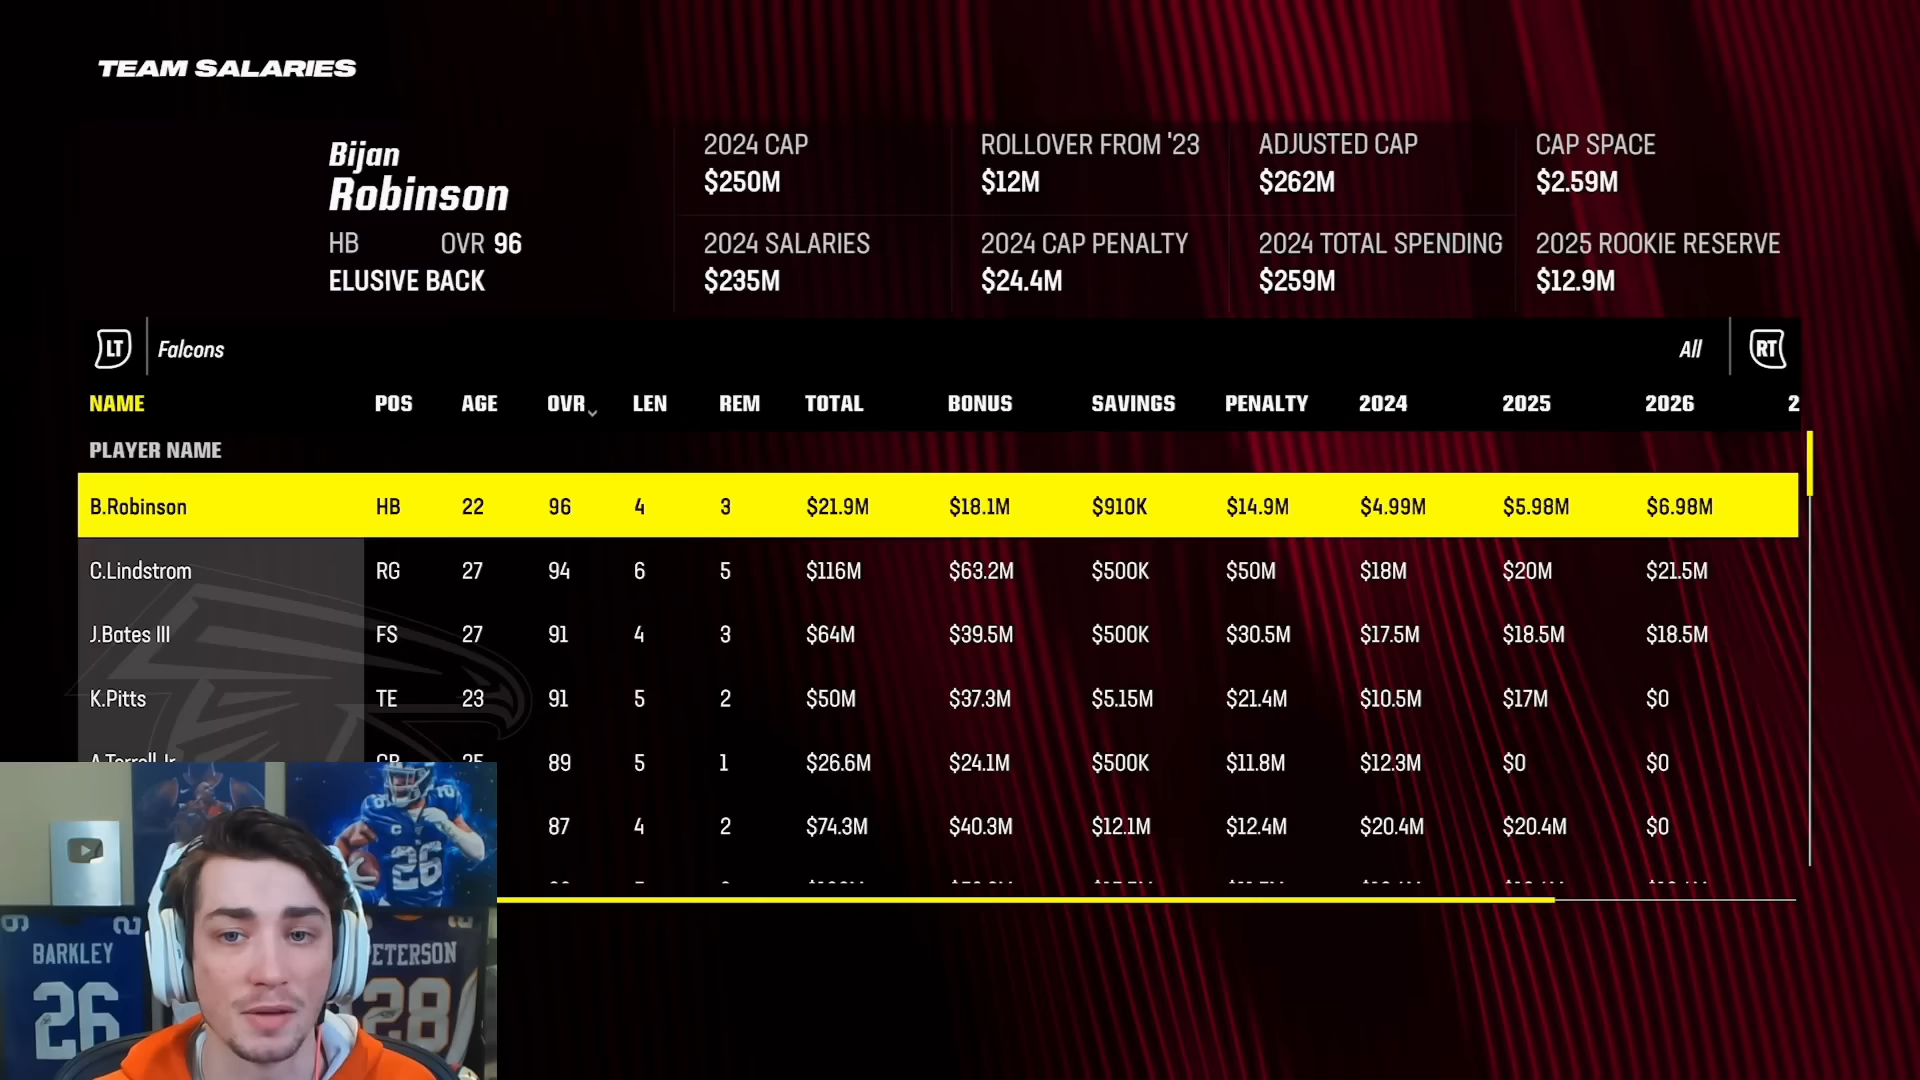 TEAM SALARIES
Bijan
Robinson
HB OVR 96
ELUSIVE BACK
2024 CAP ROLLOVER FROM '23 ADJUSTED CAP CAP SPACE
$250M $12M $262M $2.59M
2024 SALARIES 2024 CAP PENALTY 2024 TOTAL SPENDING 2025 ROOKIE RESERVE
$235M $24.4M $259M $12.9M
LT Falcons All RT
NAME POS AGE OVR LEN REM TOTAL BONUS SAVINGS PENALTY 2024 2025 2026 2
PLAYER NAME
B.Robinson HB 22 96 4 3 $21.9M $18.1M $910K $14.9M $4.99M $5.98M $6.98M
C.Lindstrom RG 27 94 6 5 $116M $63.2M $500K $50M $18M $20M $21.5M
J.Bates III FS 27 91 4 3 $64M $39.5M $500K $30.5M $17.5M $18.5M $18.5M
K.Pitts TE 23 91 5 2 $50M $37.3M $5.15M $21.4M $10.5M $17M $0
A.Terrell Jr. CB 25 89 5 1 $26.6M $24.1M $500K $11.8M $12.3M $0 $0
87 4 2 $74.3M $40.3M $12.1M $12.4M $20.4M $20.4M $0
26
26
BARKLEY
26
ETERSON
28